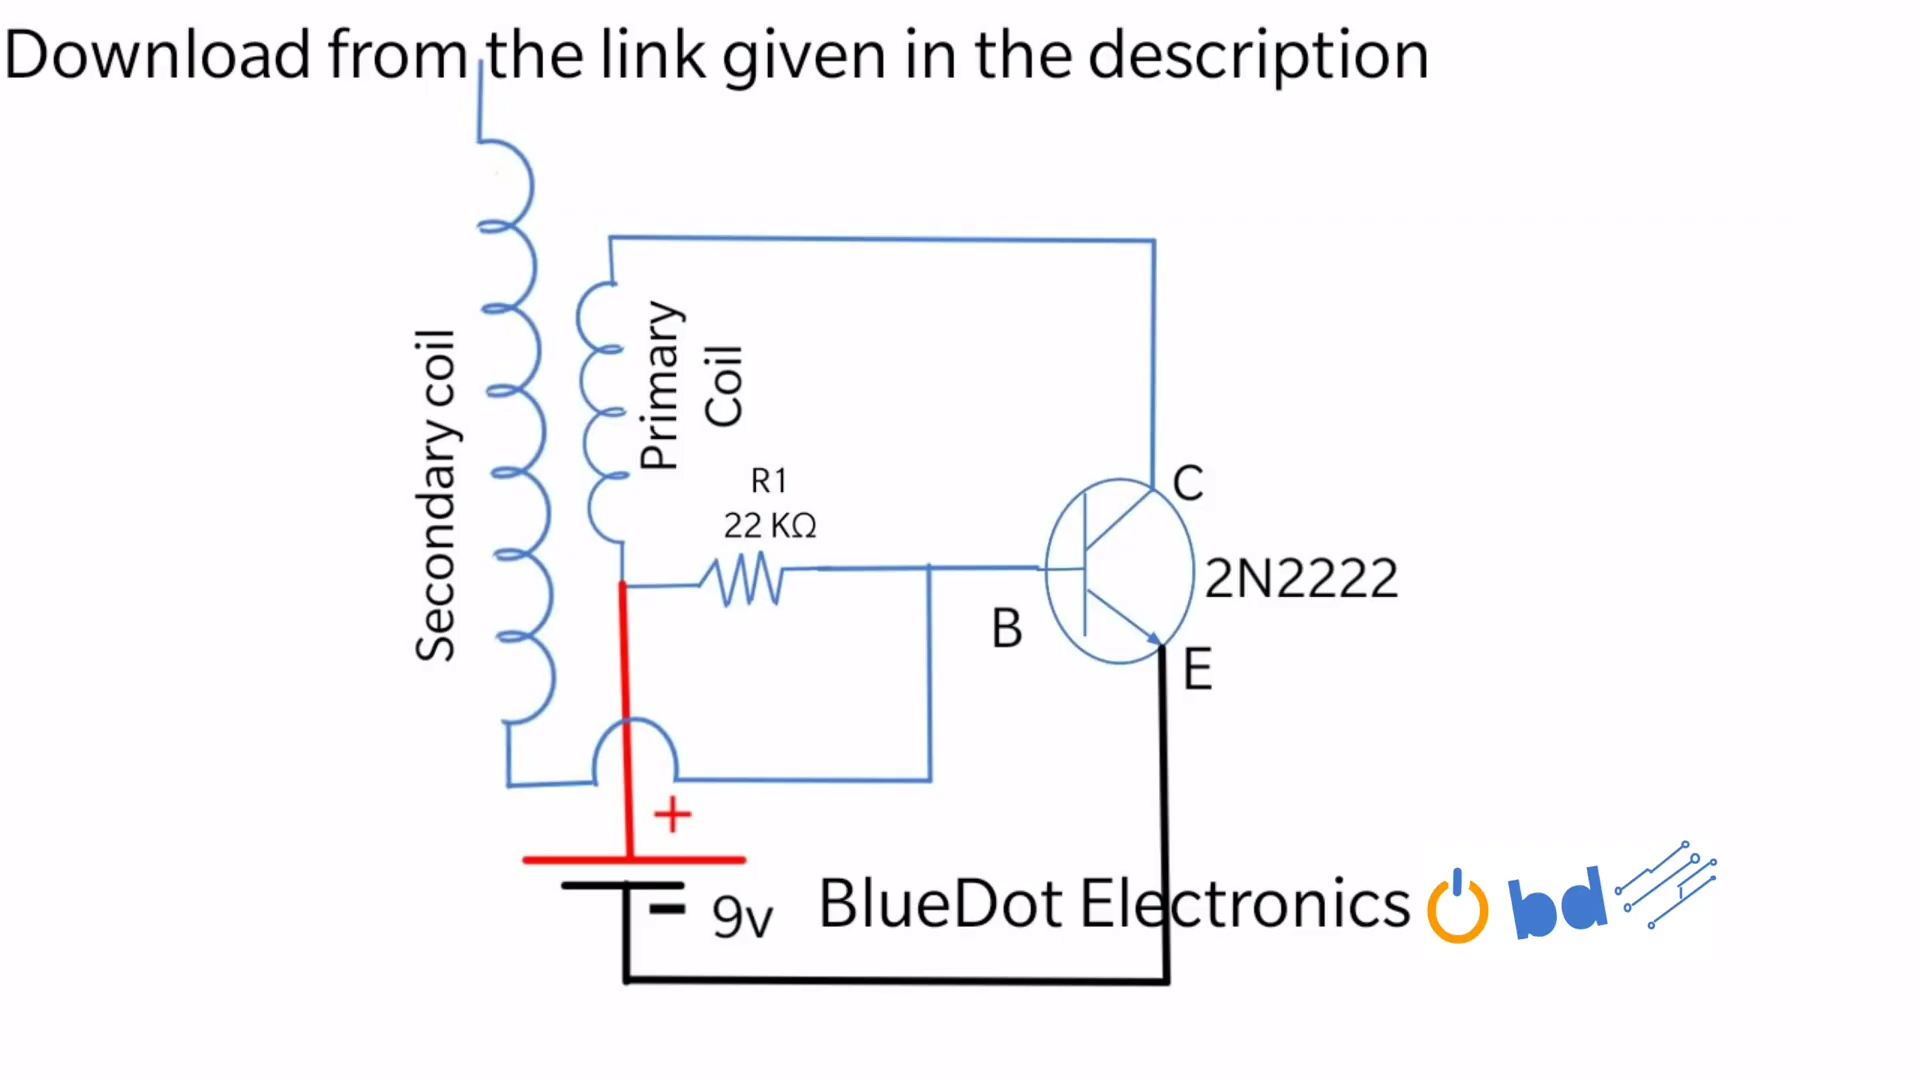 Download from the link given in the description
Secondary coil
Primary
Coil
R1
22 KΩ
C
2N2222
B
E
+
-
9v
BlueDot Electronics
bd